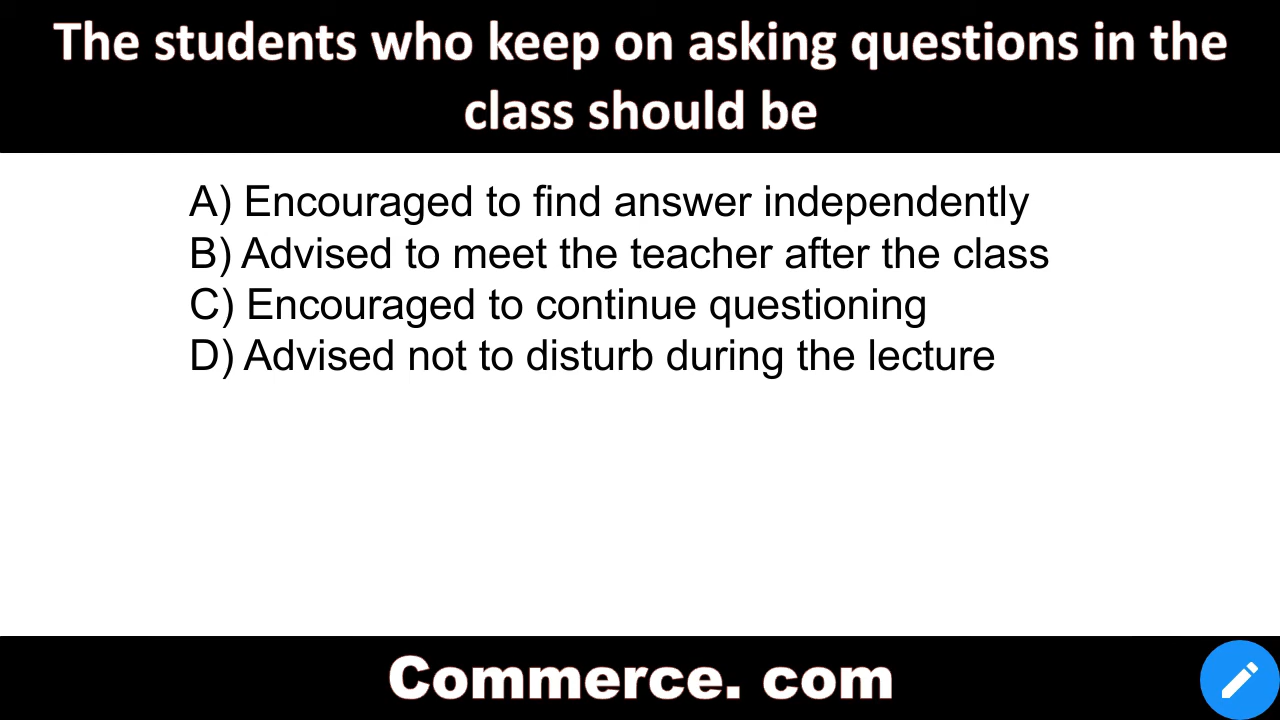 The students who keep on asking questions in the
class should be
A) Encouraged to find answer independently
B) Advised to meet the teacher after the class
C) Encouraged to continue questioning
D) Advised not to disturb during the lecture
Commerce. com